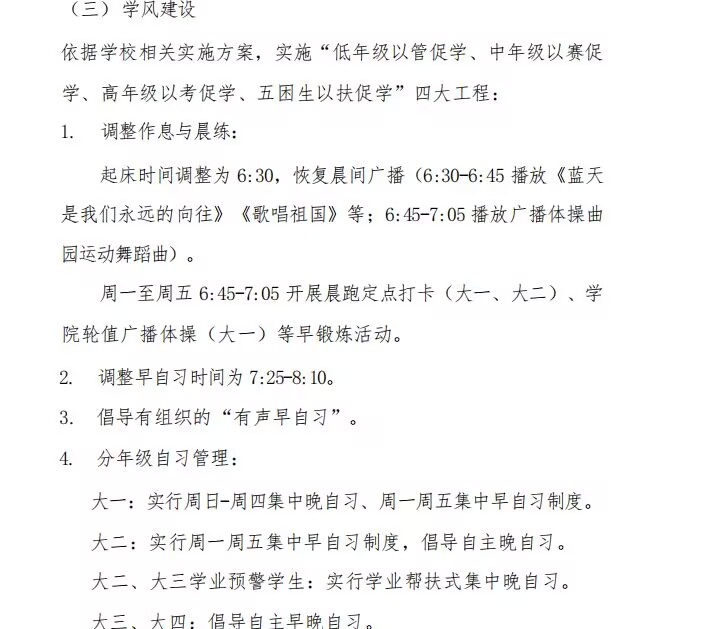 （三）学风建设
依据学校相关实施方案，实施“低年级以管促学、中年级以赛促
学、高年级以考促学、五困生以扶促学”四大工程：
1. 调整作息与晨练：
起床时间调整为 6:30，恢复晨间广播（6:30-6:45 播放《蓝天
是我们永远的向往》《歌唱祖国》等；6:45-7:05 播放广播体操曲
园运动舞蹈曲）。
周一至周五 6:45-7:05 开展晨跑定点打卡（大一、大二）、学
院轮值广播体操（大一）等早锻炼活动。
2. 调整早自习时间为 7:25-8:10。
3. 倡导有组织的“有声早自习”。
4. 分年级自习管理：
大一：实行周日-周四集中晚自习、周一周五集中早自习制度。
大二：实行周一周五集中早自习制度，倡导自主晚自习。
大二、大三学业预警学生：实行学业帮扶式集中晚自习。
大三、大四：倡导自主早晚自习。